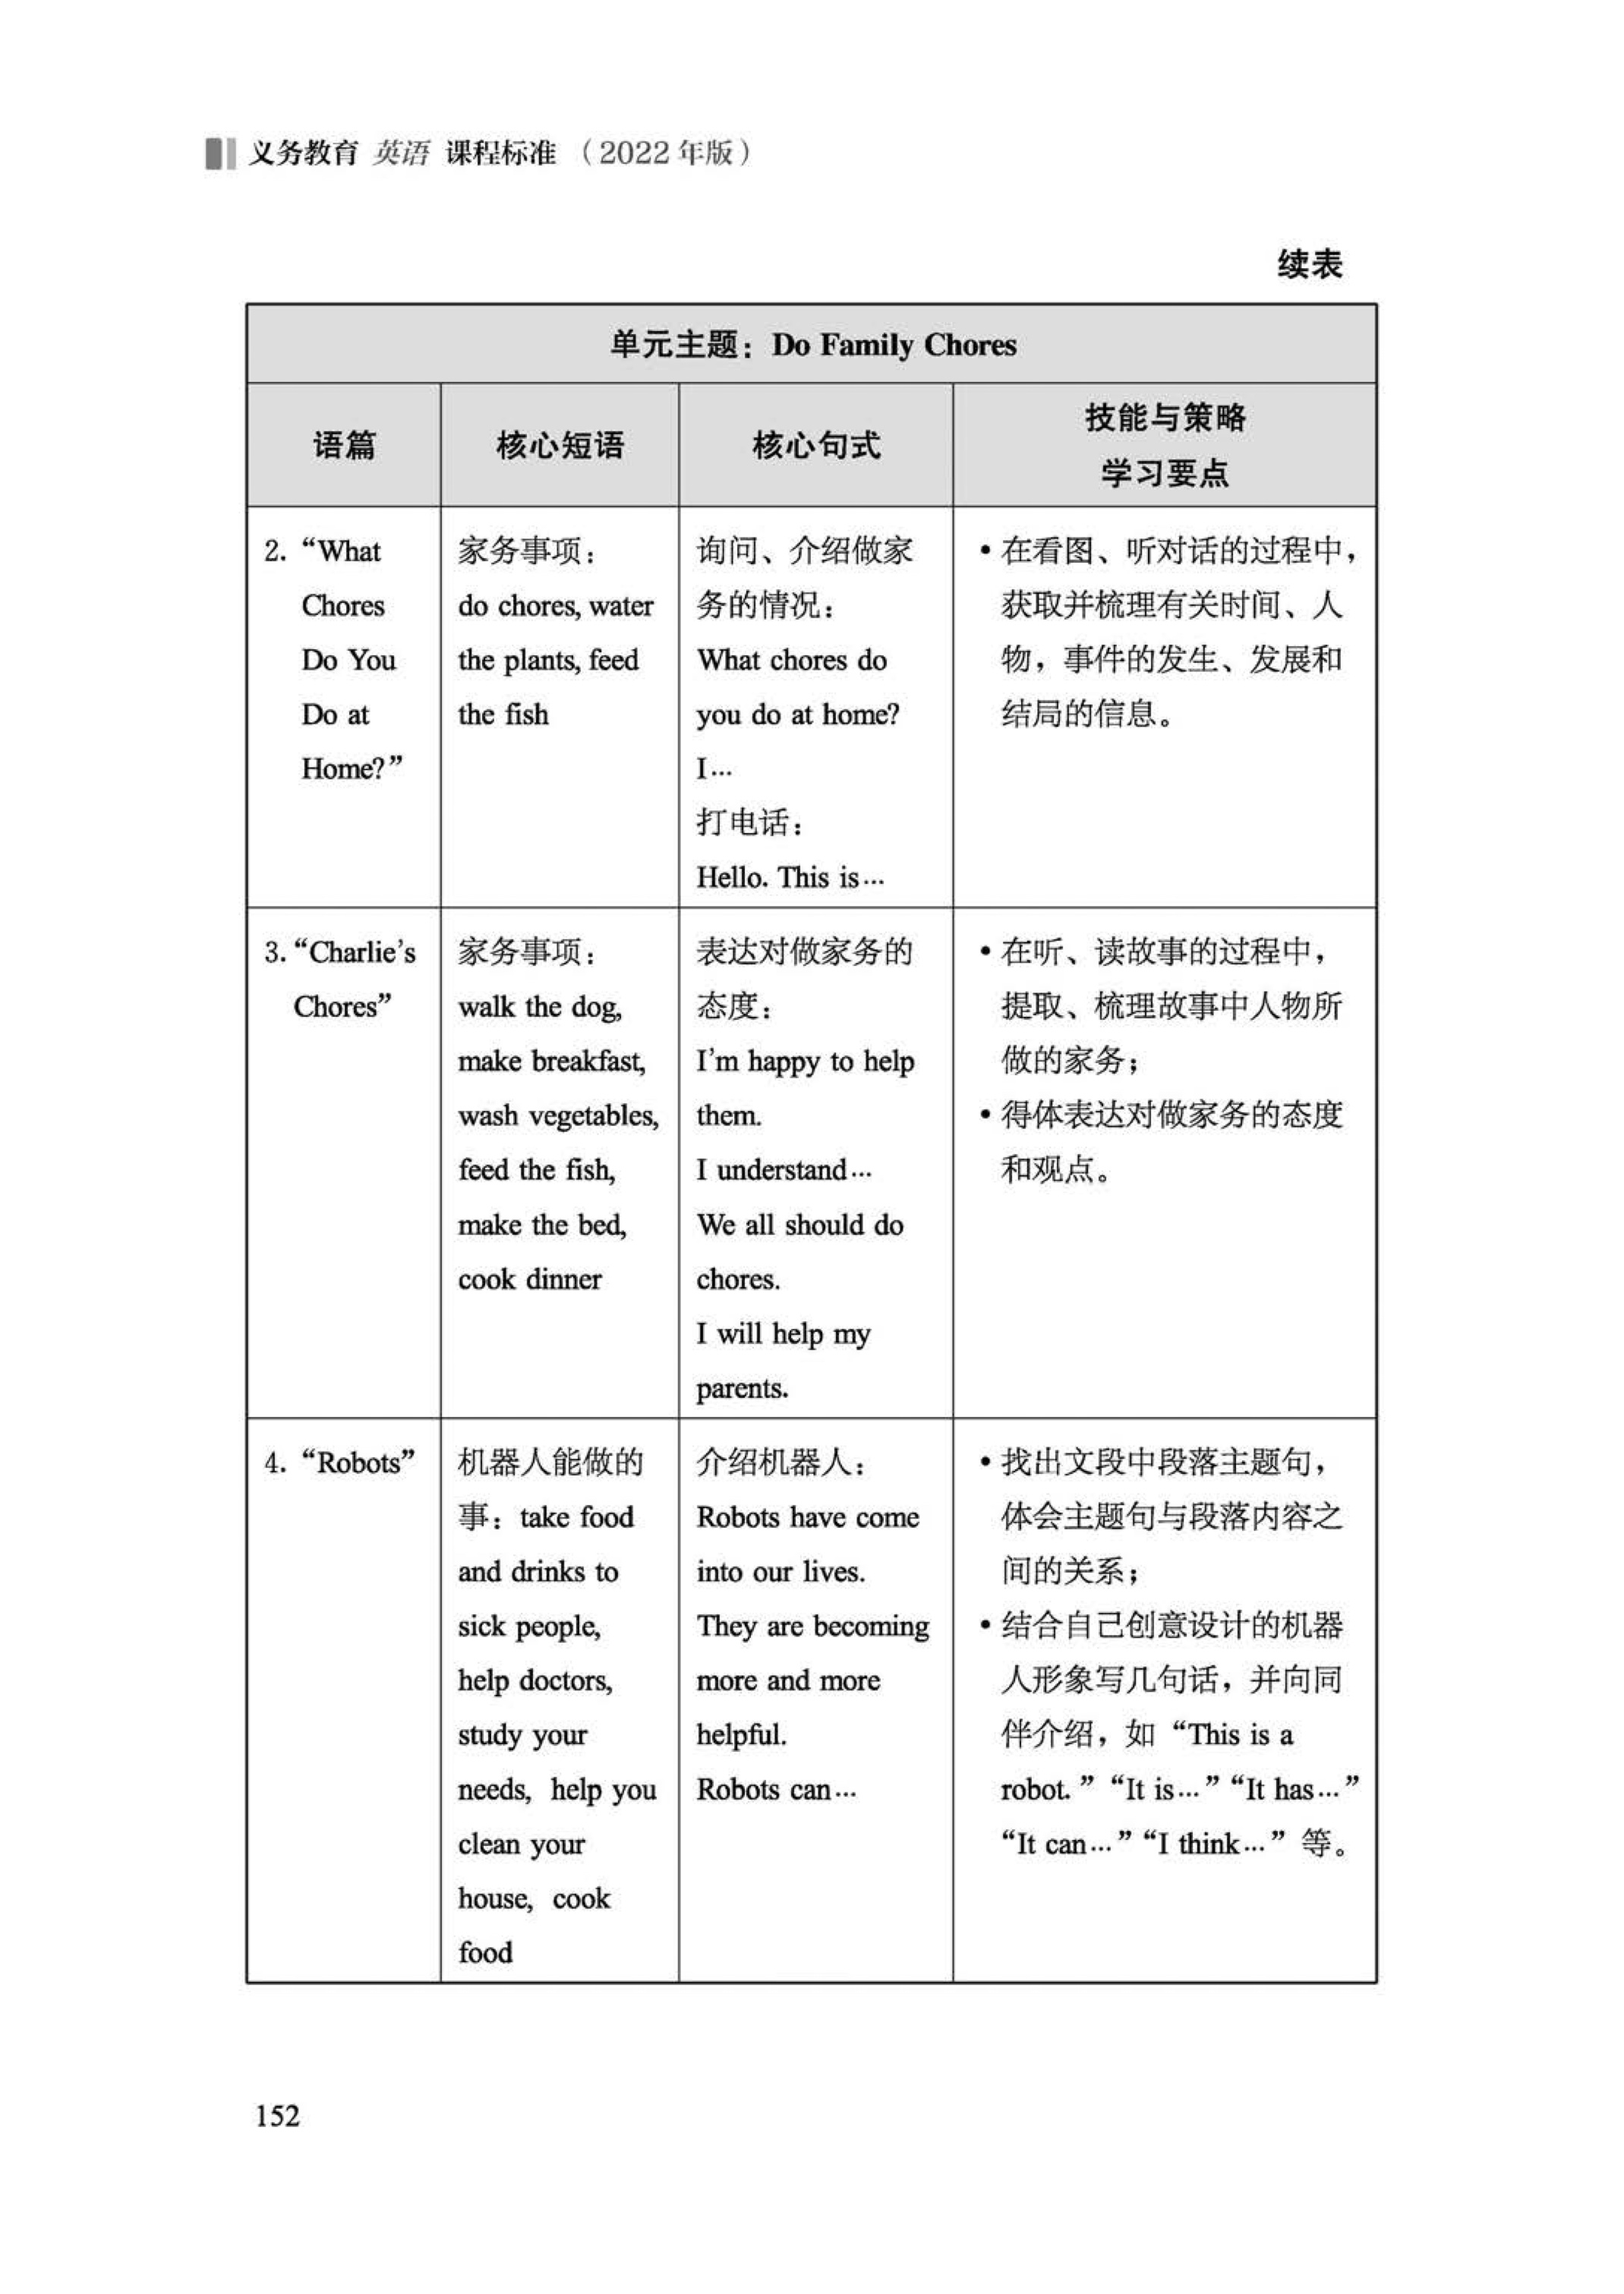 义务教育 英语 课程标准（2022年版）
续表
单元主题：Do Family Chores
语篇
核心短语
核心句式
技能与策略
学习要点
2. “What
Chores
Do You
Do at
Home?”
家务事项：
do chores, water
the plants, feed
the fish
询问、介绍做家
务的情况：
What chores do
you do at home?
I…
打电话：
Hello. This is…
• 在看图、听对话的过程中，
获取并梳理有关时间、人
物，事件的发生、发展和
结局的信息。
3. “Charlie’s
Chores”
家务事项：
walk the dog,
make breakfast,
wash vegetables,
feed the fish,
make the bed,
cook dinner
表达对做家务的
态度：
I’m happy to help
them.
I understand…
We all should do
chores.
I will help my
parents.
• 在听、读故事的过程中，
提取、梳理故事中人物所
做的家务；
• 得体表达对做家务的态度
和观点。
4. “Robots”
机器人能做的
事：take food
and drinks to
sick people,
help doctors,
study your
needs, help you
clean your
house, cook
food
介绍机器人：
Robots have come
into our lives.
They are becoming
more and more
helpful.
Robots can…
• 找出文段中段落主题句，
体会主题句与段落内容之
间的关系；
• 结合自己创意设计的机器
人形象写几句话，并向同
伴介绍，如“This is a
robot.”“It is…”“It has…”
“It can…”“I think…”等。
152